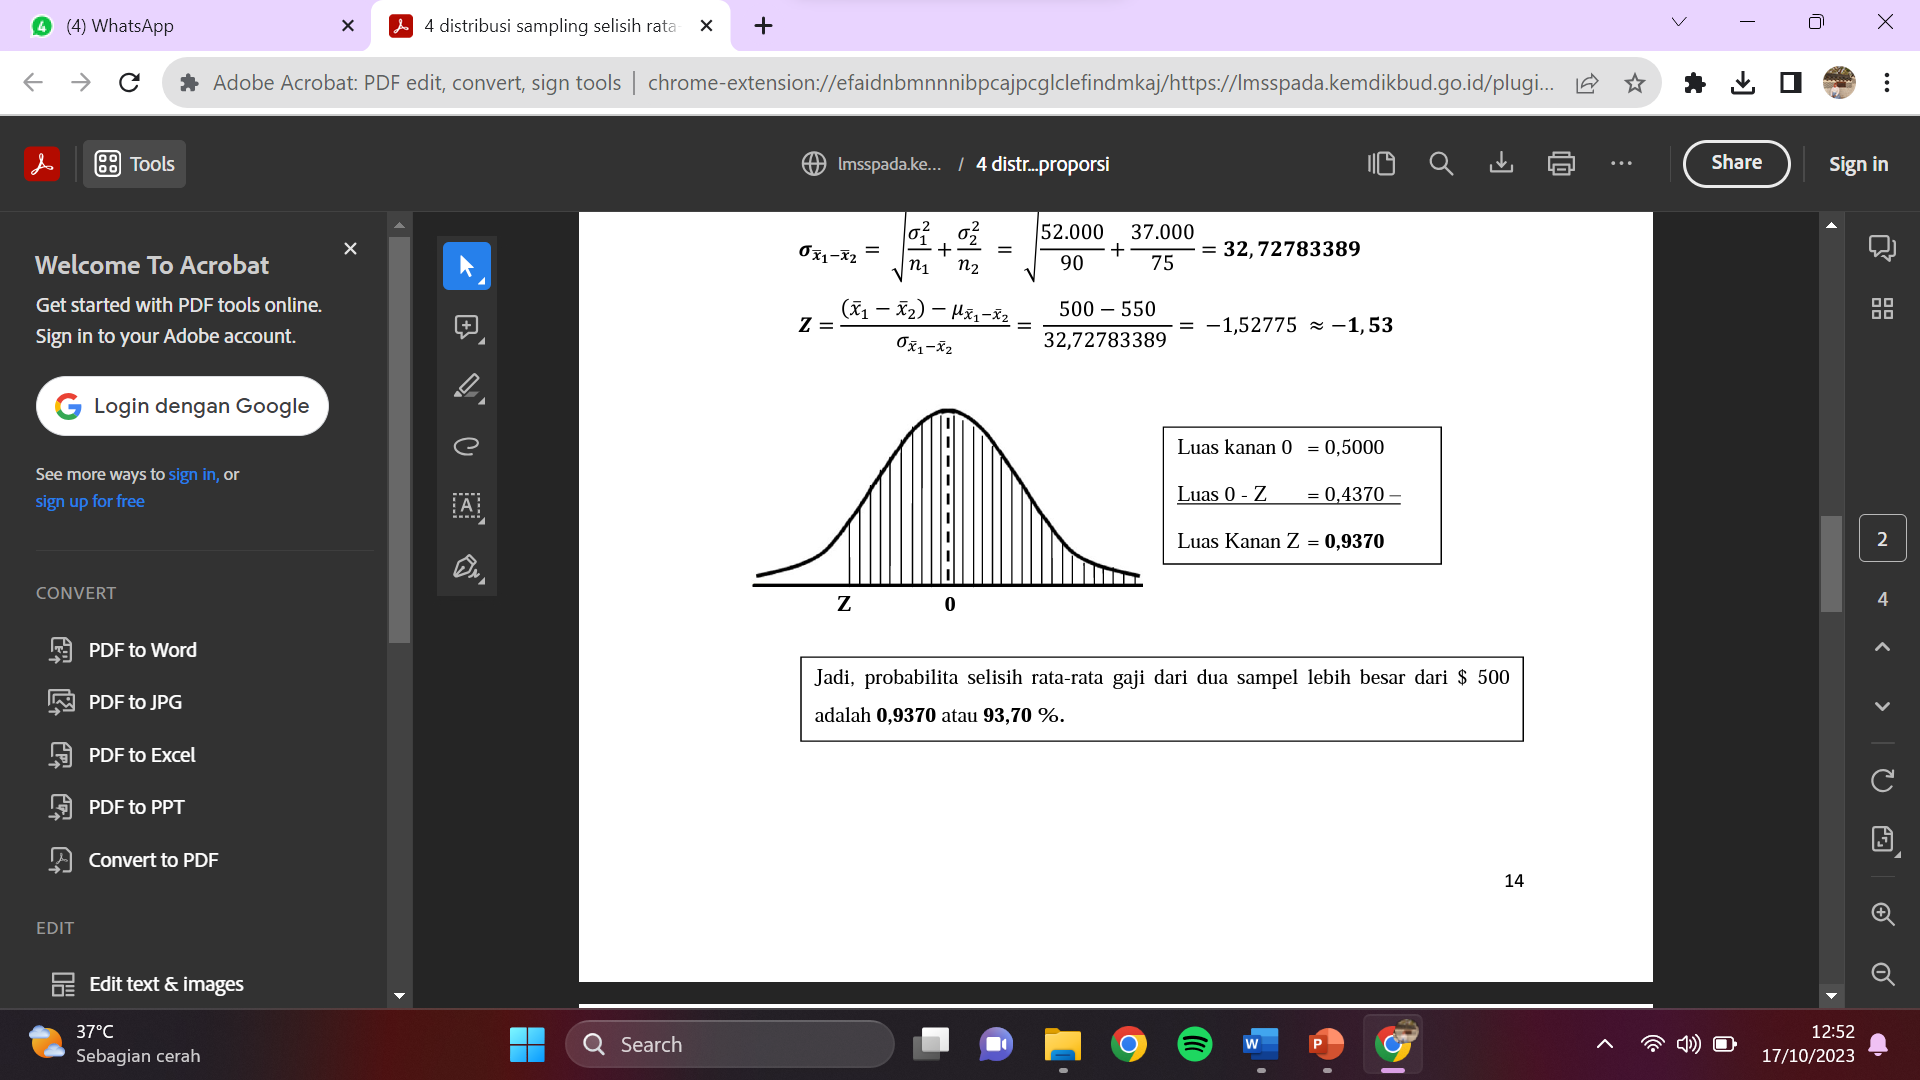 (4) WhatsApp
4 distribusi sampling selisih rata-
Adobe Acrobat: PDF edit, convert, sign tools | chrome-extension://efaidnbmnnnibpcajpcglclefindmkaj/https://lmsspada.kemdikbud.go.id/plugi...
Tools
lmsspada.ke... / 4 distr...proporsi
Share
Sign in
Welcome To Acrobat
Get started with PDF tools online.
Sign in to your Adobe account.
Login dengan Google
See more ways to sign in, or
sign up for free
CONVERT
PDF to Word
PDF to JPG
PDF to Excel
PDF to PPT
Convert to PDF
EDIT
Edit text & images
σx̄₁−x̄₂ = √(σ₁²/n₁ + σ₂²/n₂) = √(52.000/90 + 37.000/75) = 32,72783389
Z = ((x̄₁ − x̄₂) − μx̄₁−x̄₂)/σx̄₁−x̄₂ = (500 − 550)/32,72783389 = −1,52775 ≈ −1,53
Z 0
Luas kanan 0 = 0,5000
Luas 0 - Z = 0,4370 –
Luas Kanan Z = 0,9370
Jadi, probabilita selisih rata-rata gaji dari dua sampel lebih besar dari $ 500
adalah 0,9370 atau 93,70 %.
14
2
4
37°C
Sebagian cerah
Search
12:52
17/10/2023